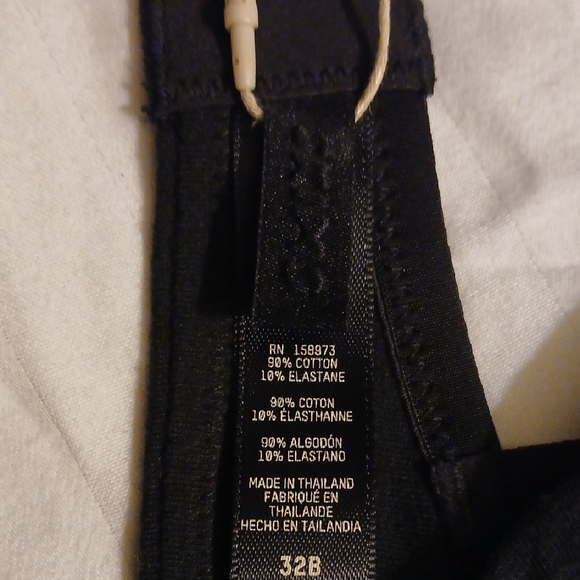 SKIMS
RN 158973
90% COTTON
10% ELASTANE
90% COTON
10% ÉLASTHANNE
90% ALGODÓN
10% ELASTANO
MADE IN THAILAND
FABRIQUÉ EN
THAILANDE
HECHO EN TAILANDIA
32B